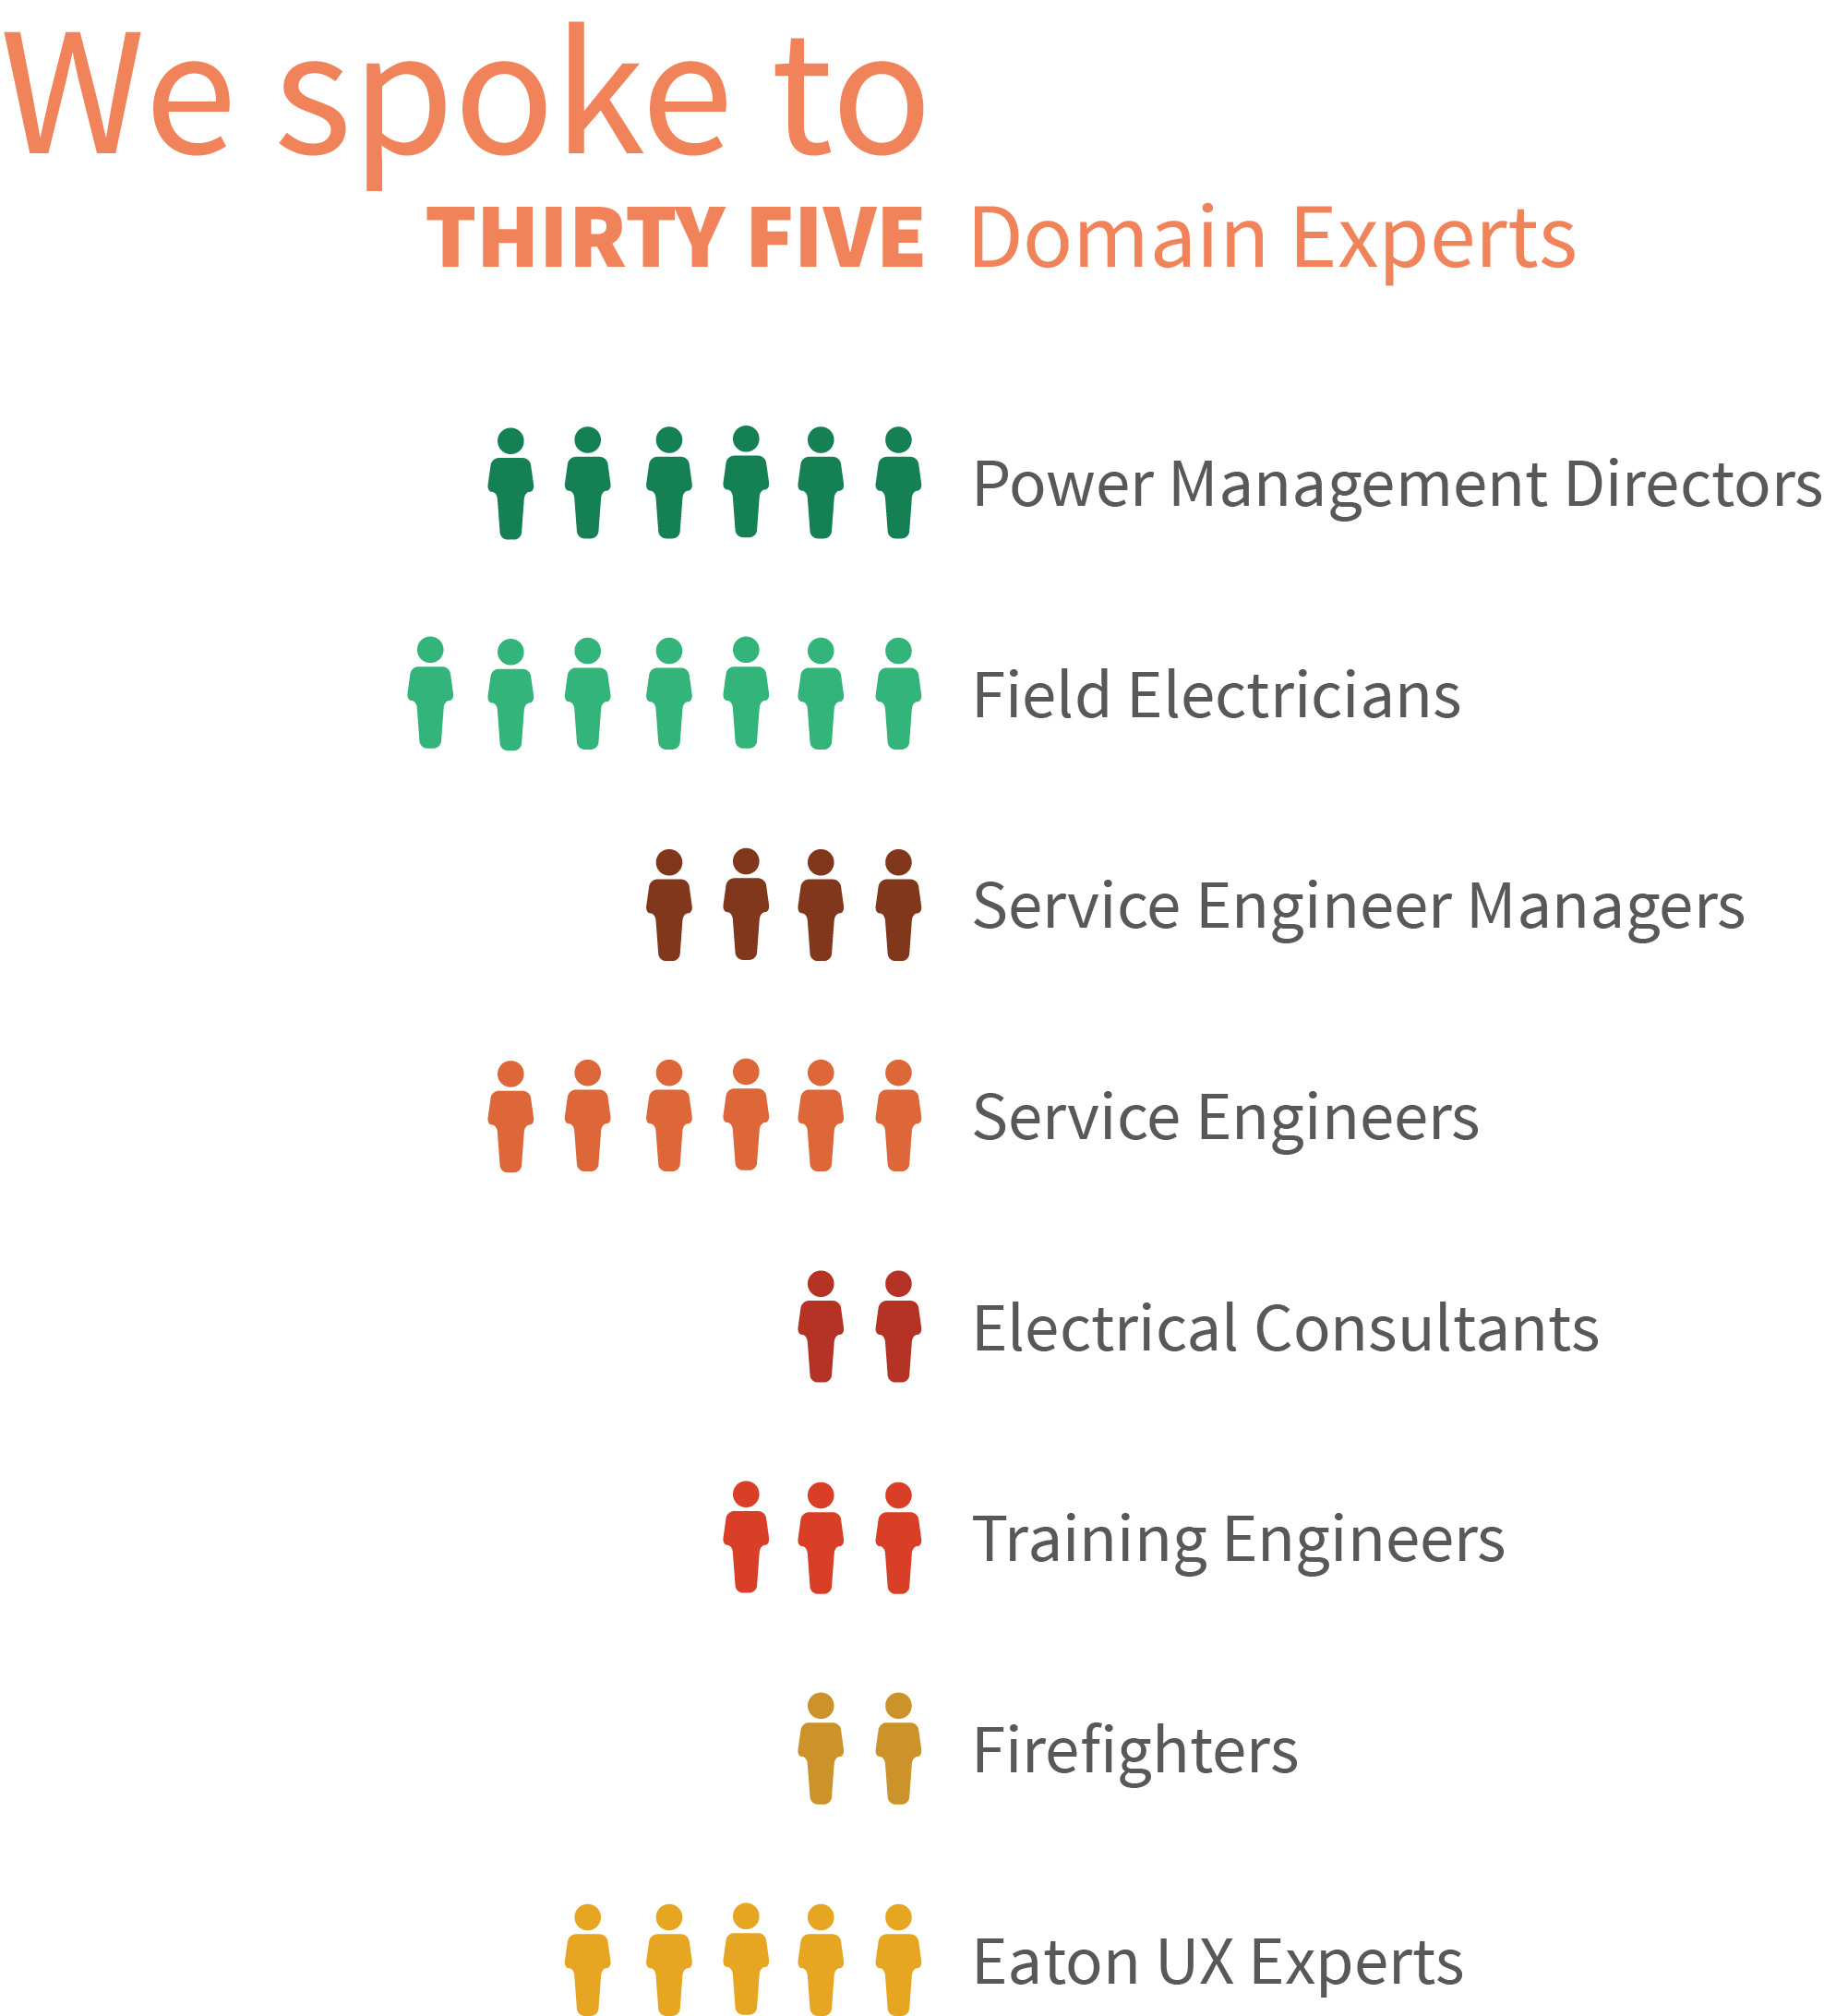 We spoke to
THIRTY FIVE Domain Experts
Power Management Directors
Field Electricians
Service Engineer Managers
Service Engineers
Electrical Consultants
Training Engineers
Firefighters
Eaton UX Experts